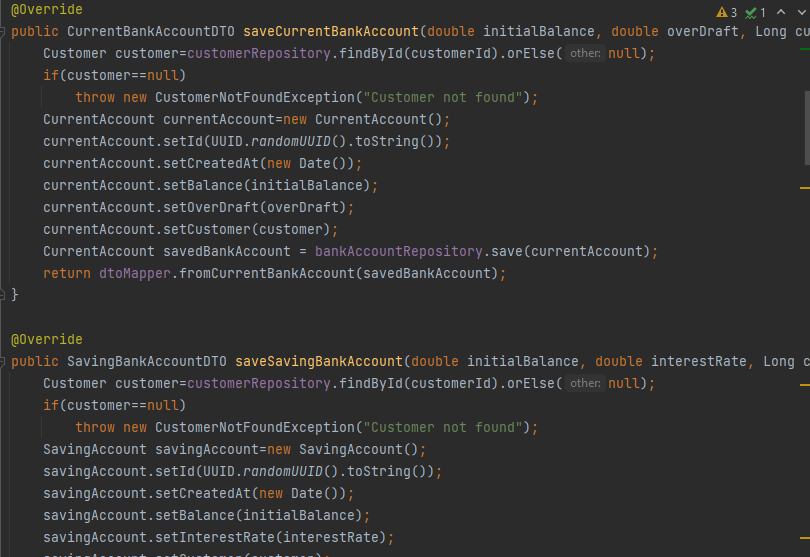 @Override
3 1
public CurrentBankAccountDTO saveCurrentBankAccount(double initialBalance, double overDraft, Long cu
    Customer customer=customerRepository.findById(customerId).orElse( other: null);
    if(customer==null)
        throw new CustomerNotFoundException("Customer not found");
    CurrentAccount currentAccount=new CurrentAccount();
    currentAccount.setId(UUID.randomUUID().toString());
    currentAccount.setCreatedAt(new Date());
    currentAccount.setBalance(initialBalance);
    currentAccount.setOverDraft(overDraft);
    currentAccount.setCustomer(customer);
    CurrentAccount savedBankAccount = bankAccountRepository.save(currentAccount);
    return dtoMapper.fromCurrentBankAccount(savedBankAccount);
}
@Override
public SavingBankAccountDTO saveSavingBankAccount(double initialBalance, double interestRate, Long c
    Customer customer=customerRepository.findById(customerId).orElse( other: null);
    if(customer==null)
        throw new CustomerNotFoundException("Customer not found");
    SavingAccount savingAccount=new SavingAccount();
    savingAccount.setId(UUID.randomUUID().toString());
    savingAccount.setCreatedAt(new Date());
    savingAccount.setBalance(initialBalance);
    savingAccount.setInterestRate(interestRate);
    savingAccount.setCustomer(customer);